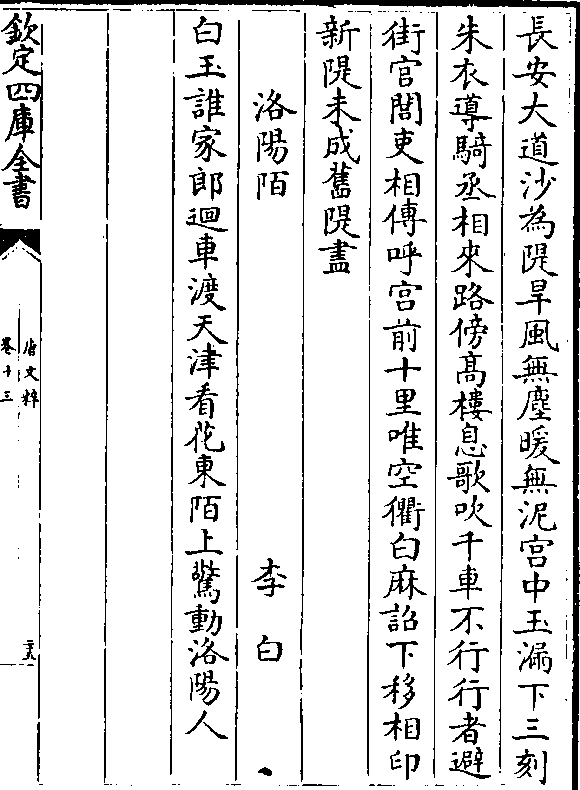 長安大道沙為隄旱風無塵暖無泥宫中玉漏下三刻
朱衣導騎丞相來路傍髙樓息歌吹千車不行行者避
街官閭吏相傳呼宫前十里唯空衢白麻詔下移相印
新隄未成舊隄盡
洛陽陌 李白
白玉誰家郎迴車渡天津看花東陌上驚動洛陽人
欽定四庫全書
唐文粹
卷十三